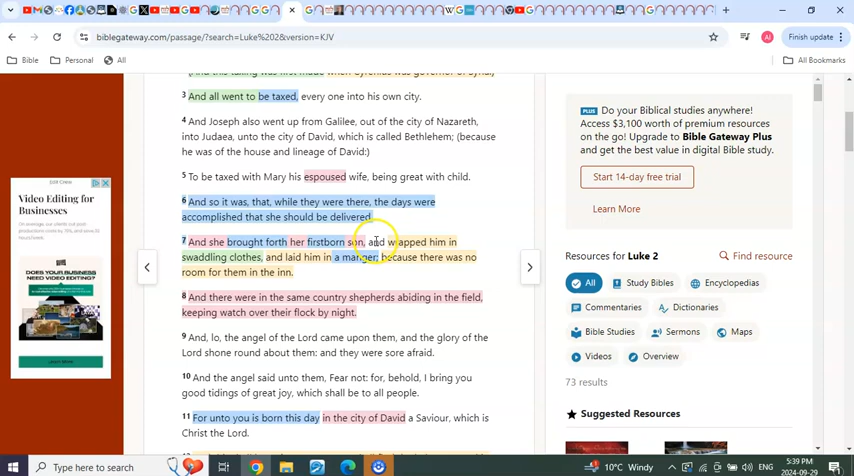 biblegateway.com/passage/?search=Luke%202&version=KJV
AI
Finish update
Bible
Personal
All
All Bookmarks
3 And all went to be taxed, every one into his own city.
4 And Joseph also went up from Galilee, out of the city of Nazareth,
into Judaea, unto the city of David, which is called Bethlehem; (because
he was of the house and lineage of David:)
5 To be taxed with Mary his espoused wife, being great with child.
6 And so it was, that, while they were there, the days were
accomplished that she should be delivered.
7 And she brought forth her firstborn son, and wrapped him in
swaddling clothes, and laid him in a manger; because there was no
room for them in the inn.
8 And there were in the same country shepherds abiding in the field,
keeping watch over their flock by night.
9 And, lo, the angel of the Lord came upon them, and the glory of the
Lord shone round about them: and they were sore afraid.
10 And the angel said unto them, Fear not: for, behold, I bring you
good tidings of great joy, which shall be to all people.
11 For unto you is born this day in the city of David a Saviour, which is
Christ the Lord.
Video Editing for
Businesses
PLUS Do your Biblical studies anywhere!
Access $3,100 worth of premium resources
on the go! Upgrade to Bible Gateway Plus
and get the best value in digital Bible study.
Start 14-day free trial
Learn More
Resources for Luke 2
Find resource
All
Study Bibles
Encyclopedias
Commentaries
Dictionaries
Bible Studies
Sermons
Maps
Videos
Overview
73 results
Suggested Resources
Type here to search
10°C Windy
ENG
5:39 PM
2024-09-29